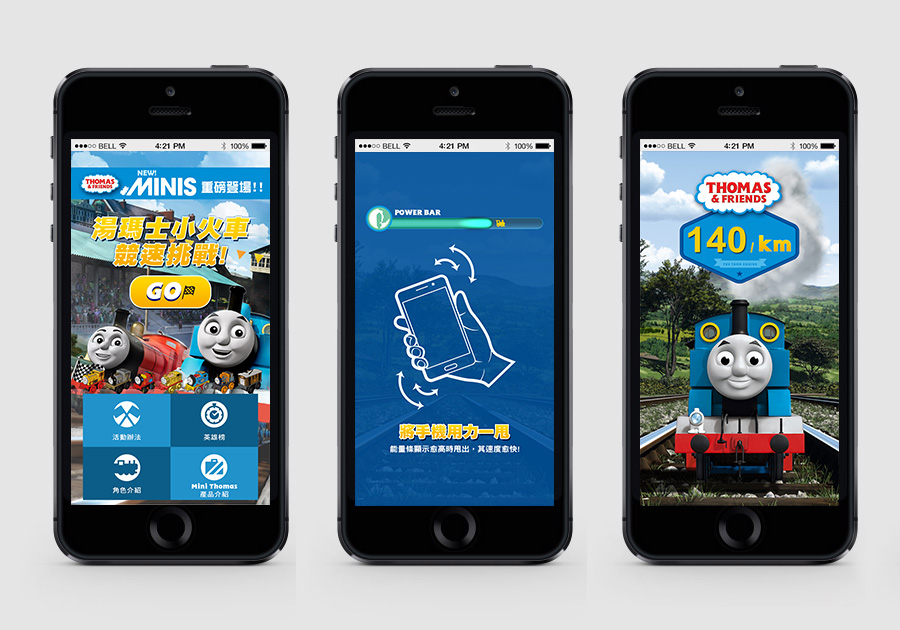 BELL
4:21 PM
100%
THOMAS
& FRIENDS
NEW!
MINIS
重磅登場!!
湯瑪士小火車
競速挑戰!
GO
活動辦法
英雄榜
角色介紹
Mini Thomas
產品介紹
BELL
4:21 PM
100%
POWER BAR
將手機用力一甩
能量條顯示愈高時甩出，其速度愈快!
BELL
4:21 PM
100%
THOMAS
& FRIENDS
140/km